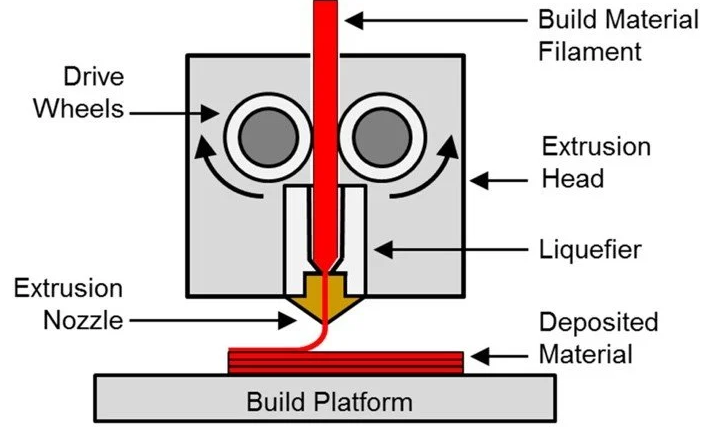 Build Material
Filament
Drive
Wheels
Extrusion
Head
Liquefier
Extrusion
Nozzle
Deposited
Material
Build Platform